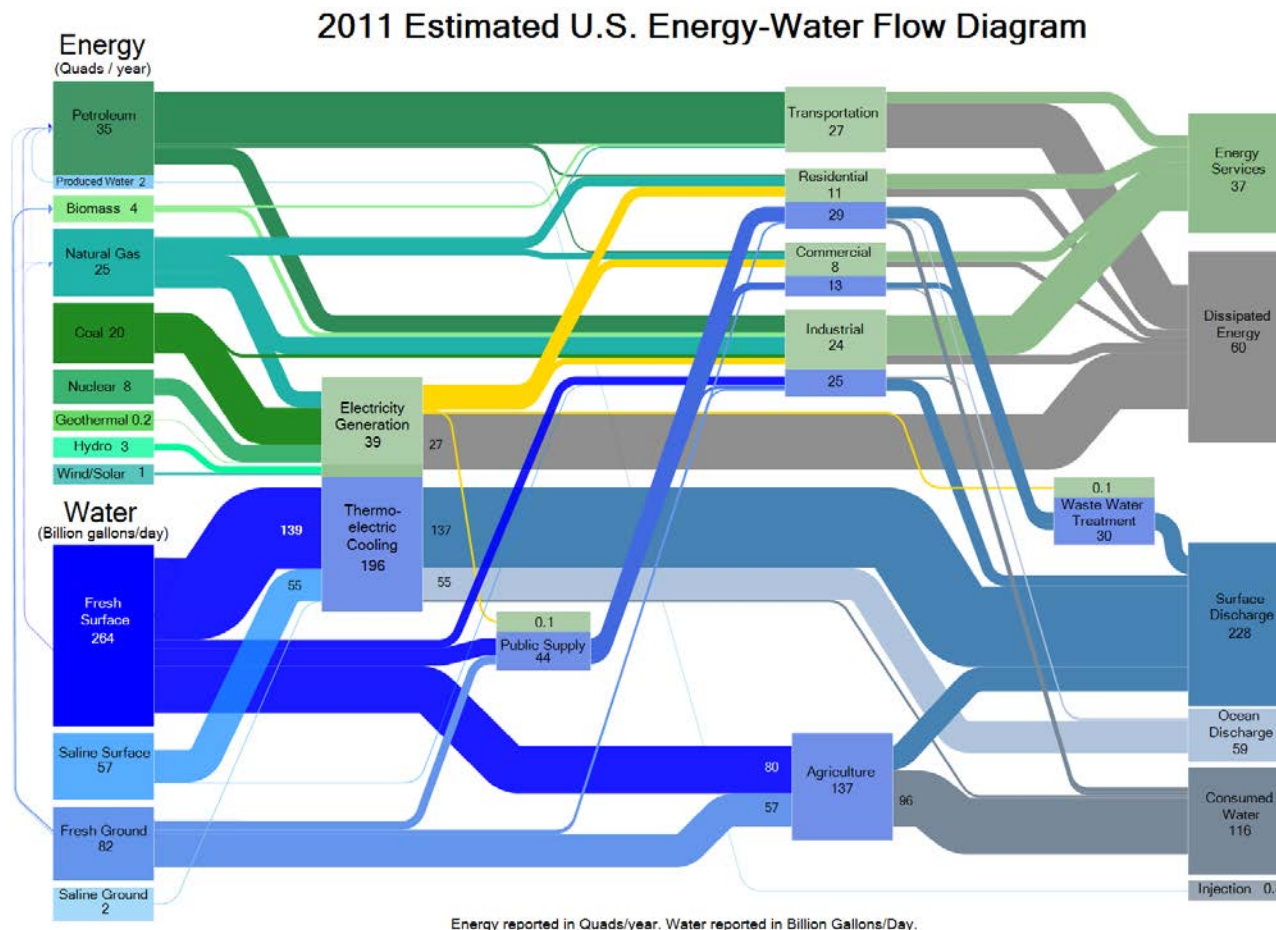 2011 Estimated U.S. Energy-Water Flow Diagram
Energy
(Quads / year)
Petroleum
35
Produced Water 2
Biomass 4
Natural Gas
25
Coal 20
Nuclear 8
Geothermal 0.2
Hydro 3
Wind/Solar 1
Water
(Billion gallons/day)
Fresh
Surface
264
Saline Surface
57
Fresh Ground
82
Saline Ground
2
Electricity
Generation
39
27
139
Thermo-
electric
Cooling
196
137
55
55
0.1
Public Supply
44
Transportation
27
Residential
11
29
Commercial
8
13
Industrial
24
25
80
57
Agriculture
137
96
0.1
Waste Water
Treatment
30
Energy
Services
37
Dissipated
Energy
60
Surface
Discharge
228
Ocean
Discharge
59
Consumed
Water
116
Injection
Energy reported in Quads/year. Water reported in Billion Gallons/Day.